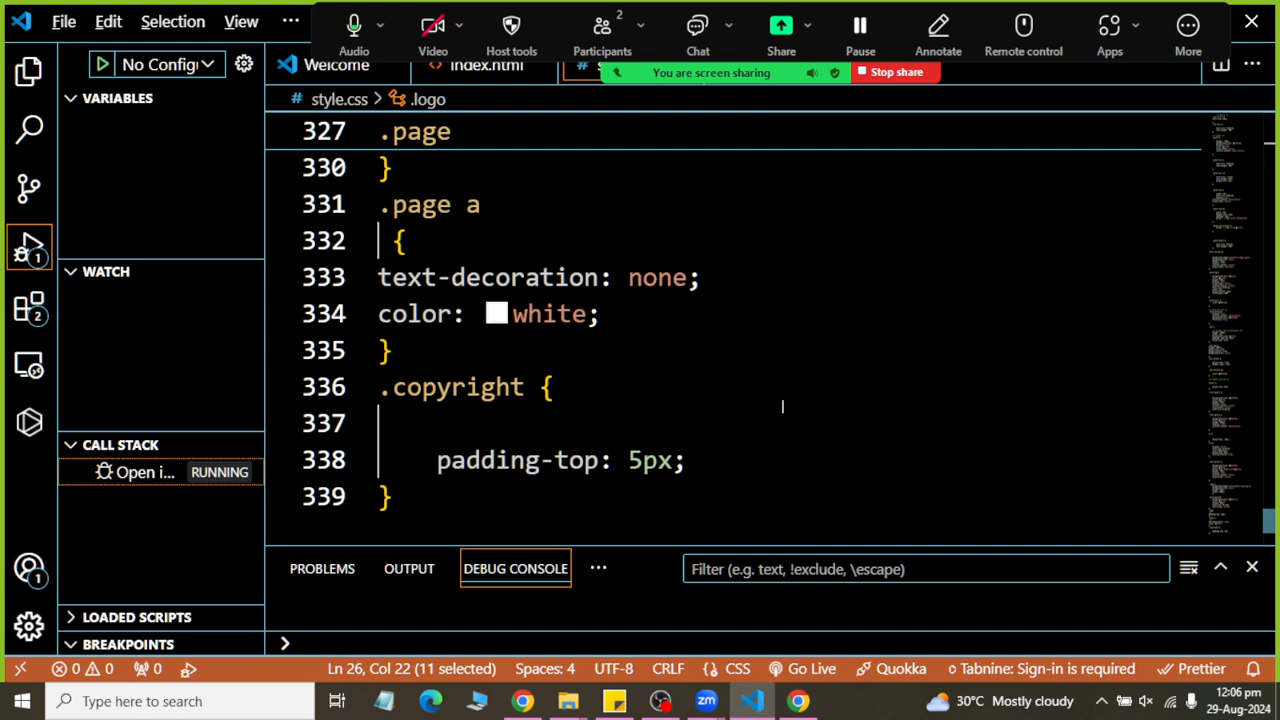 File Edit Selection View ···
2
Audio Video Host tools Participants Chat Share Pause Annotate Remote control Apps More
No Config
Welcome index.html #
You are screen sharing Stop share
VARIABLES
# style.css > .logo
327 .page
330 }
331 .page a
332 {
333 text-decoration: none;
334 color: white;
335 }
336 .copyright {
337
338 padding-top: 5px;
339 }
WATCH
CALL STACK
Open i... RUNNING
LOADED SCRIPTS
BREAKPOINTS
1
2
1
PROBLEMS OUTPUT DEBUG CONSOLE ··· Filter (e.g. text, !exclude, \escape)
>
0 0 0 Ln 26, Col 22 (11 selected) Spaces: 4 UTF-8 CRLF {} CSS Go Live Quokka Tabnine: Sign-in is required Prettier
Type here to search zm 30°C Mostly cloudy 12:06 pm
29-Aug-2024